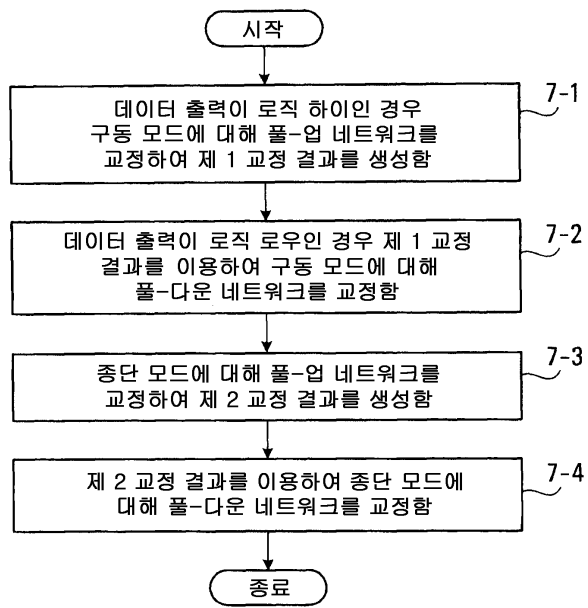 시작
7-1
데이터 출력이 로직 하이인 경우
구동 모드에 대해 풀-업 네트워크를
교정하여 제 1 교정 결과를 생성함
7-2
데이터 출력이 로직 로우인 경우 제 1 교정
결과를 이용하여 구동 모드에 대해
풀-다운 네트워크를 교정함
7-3
종단 모드에 대해 풀-업 네트워크를
교정하여 제 2 교정 결과를 생성함
7-4
제 2 교정 결과를 이용하여 종단 모드에
대해 풀-다운 네트워크를 교정함
종료